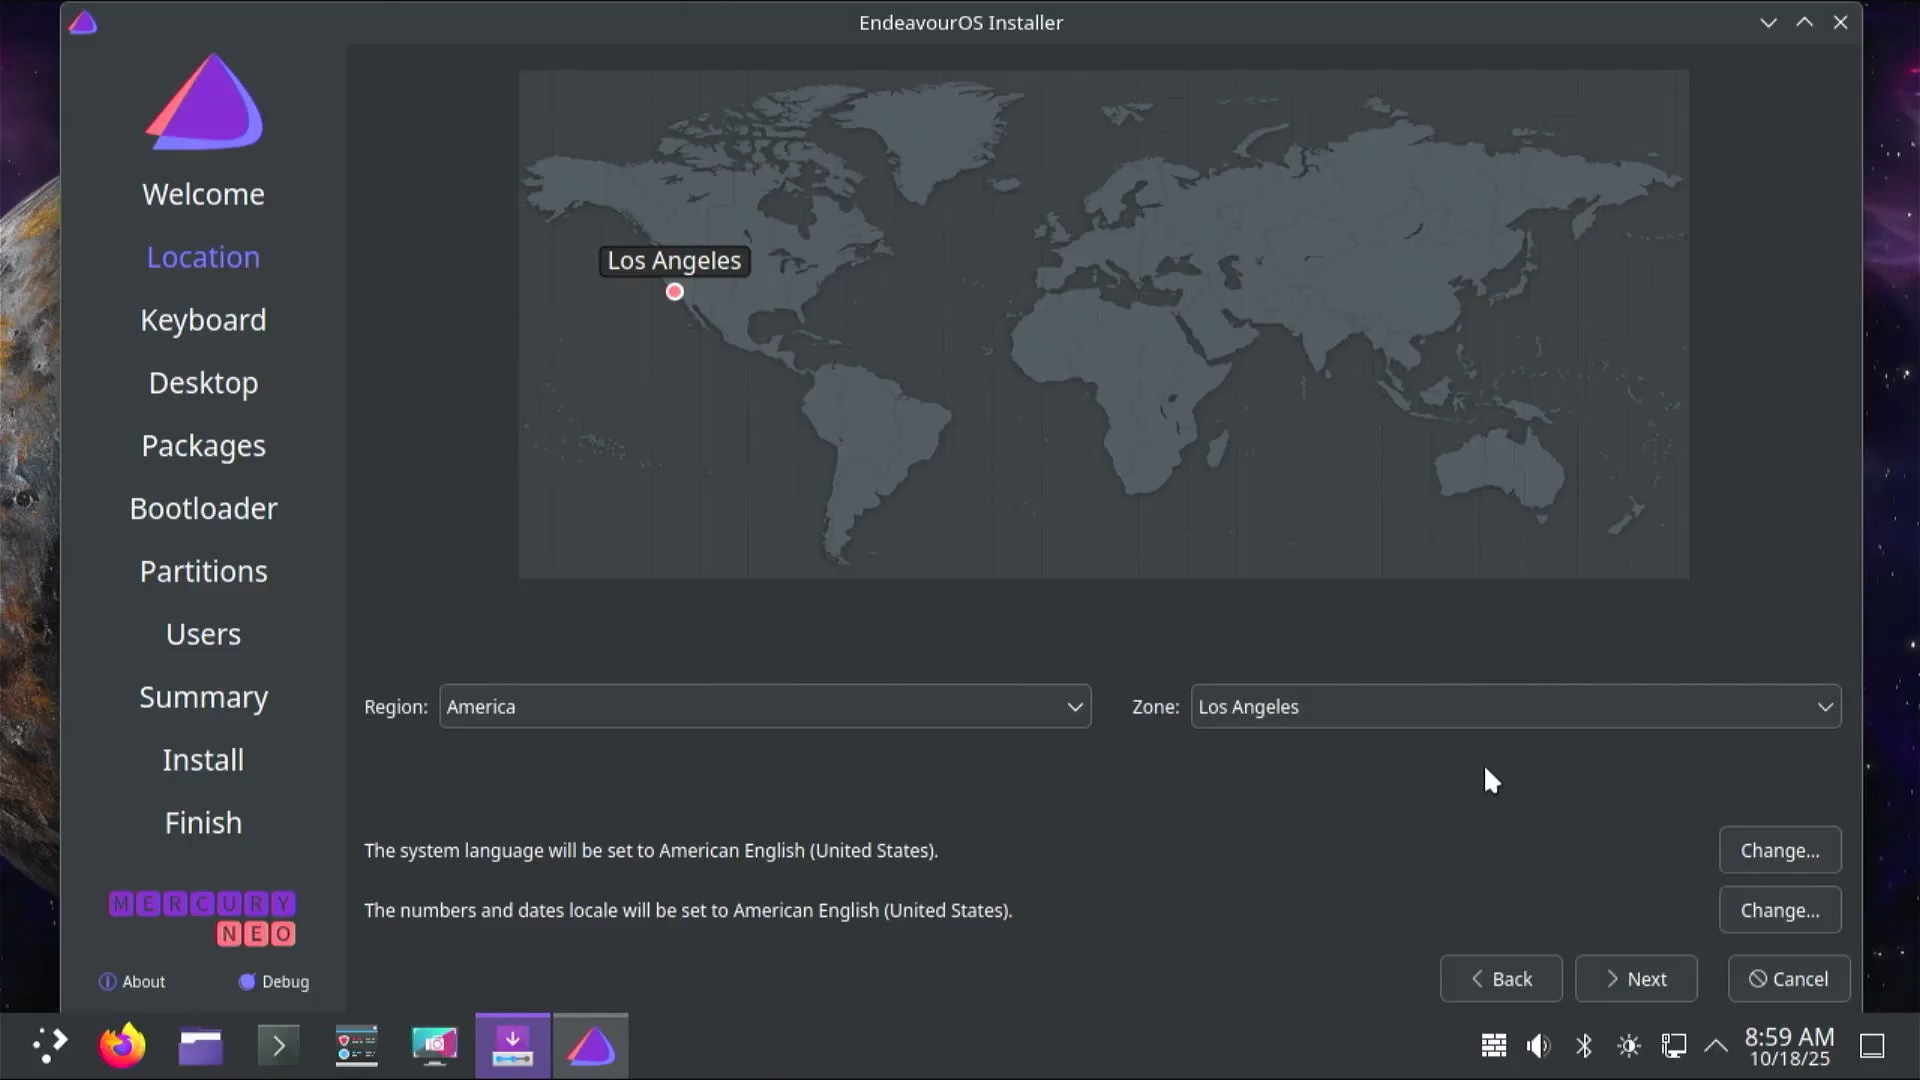 EndeavourOS Installer
Welcome
Location
Keyboard
Desktop
Packages
Bootloader
Partitions
Users
Summary
Install
Finish
MERCURY
NEO
About
Debug
Los Angeles
Region:
America
Zone:
Los Angeles
The system language will be set to American English (United States).
Change...
The numbers and dates locale will be set to American English (United States).
Change...
Back
Next
Cancel
8:59 AM
10/18/25